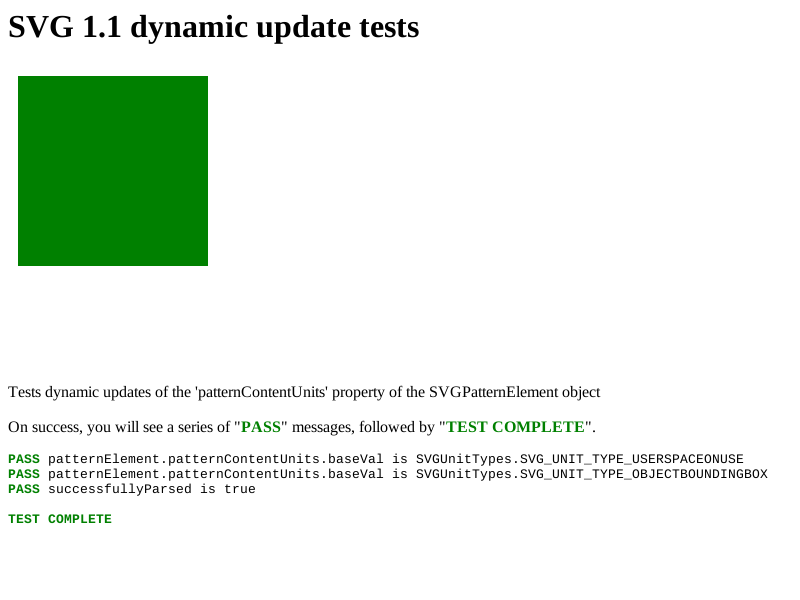 SVG 1.1 dynamic update tests
Tests dynamic updates of the 'patternContentUnits' property of the SVGPatternElement object
On success, you will see a series of "PASS" messages, followed by "TEST COMPLETE".
PASS patternElement.patternContentUnits.baseVal is SVGUnitTypes.SVG_UNIT_TYPE_USERSPACEONUSE
PASS patternElement.patternContentUnits.baseVal is SVGUnitTypes.SVG_UNIT_TYPE_OBJECTBOUNDINGBOX
PASS successfullyParsed is true
TEST COMPLETE